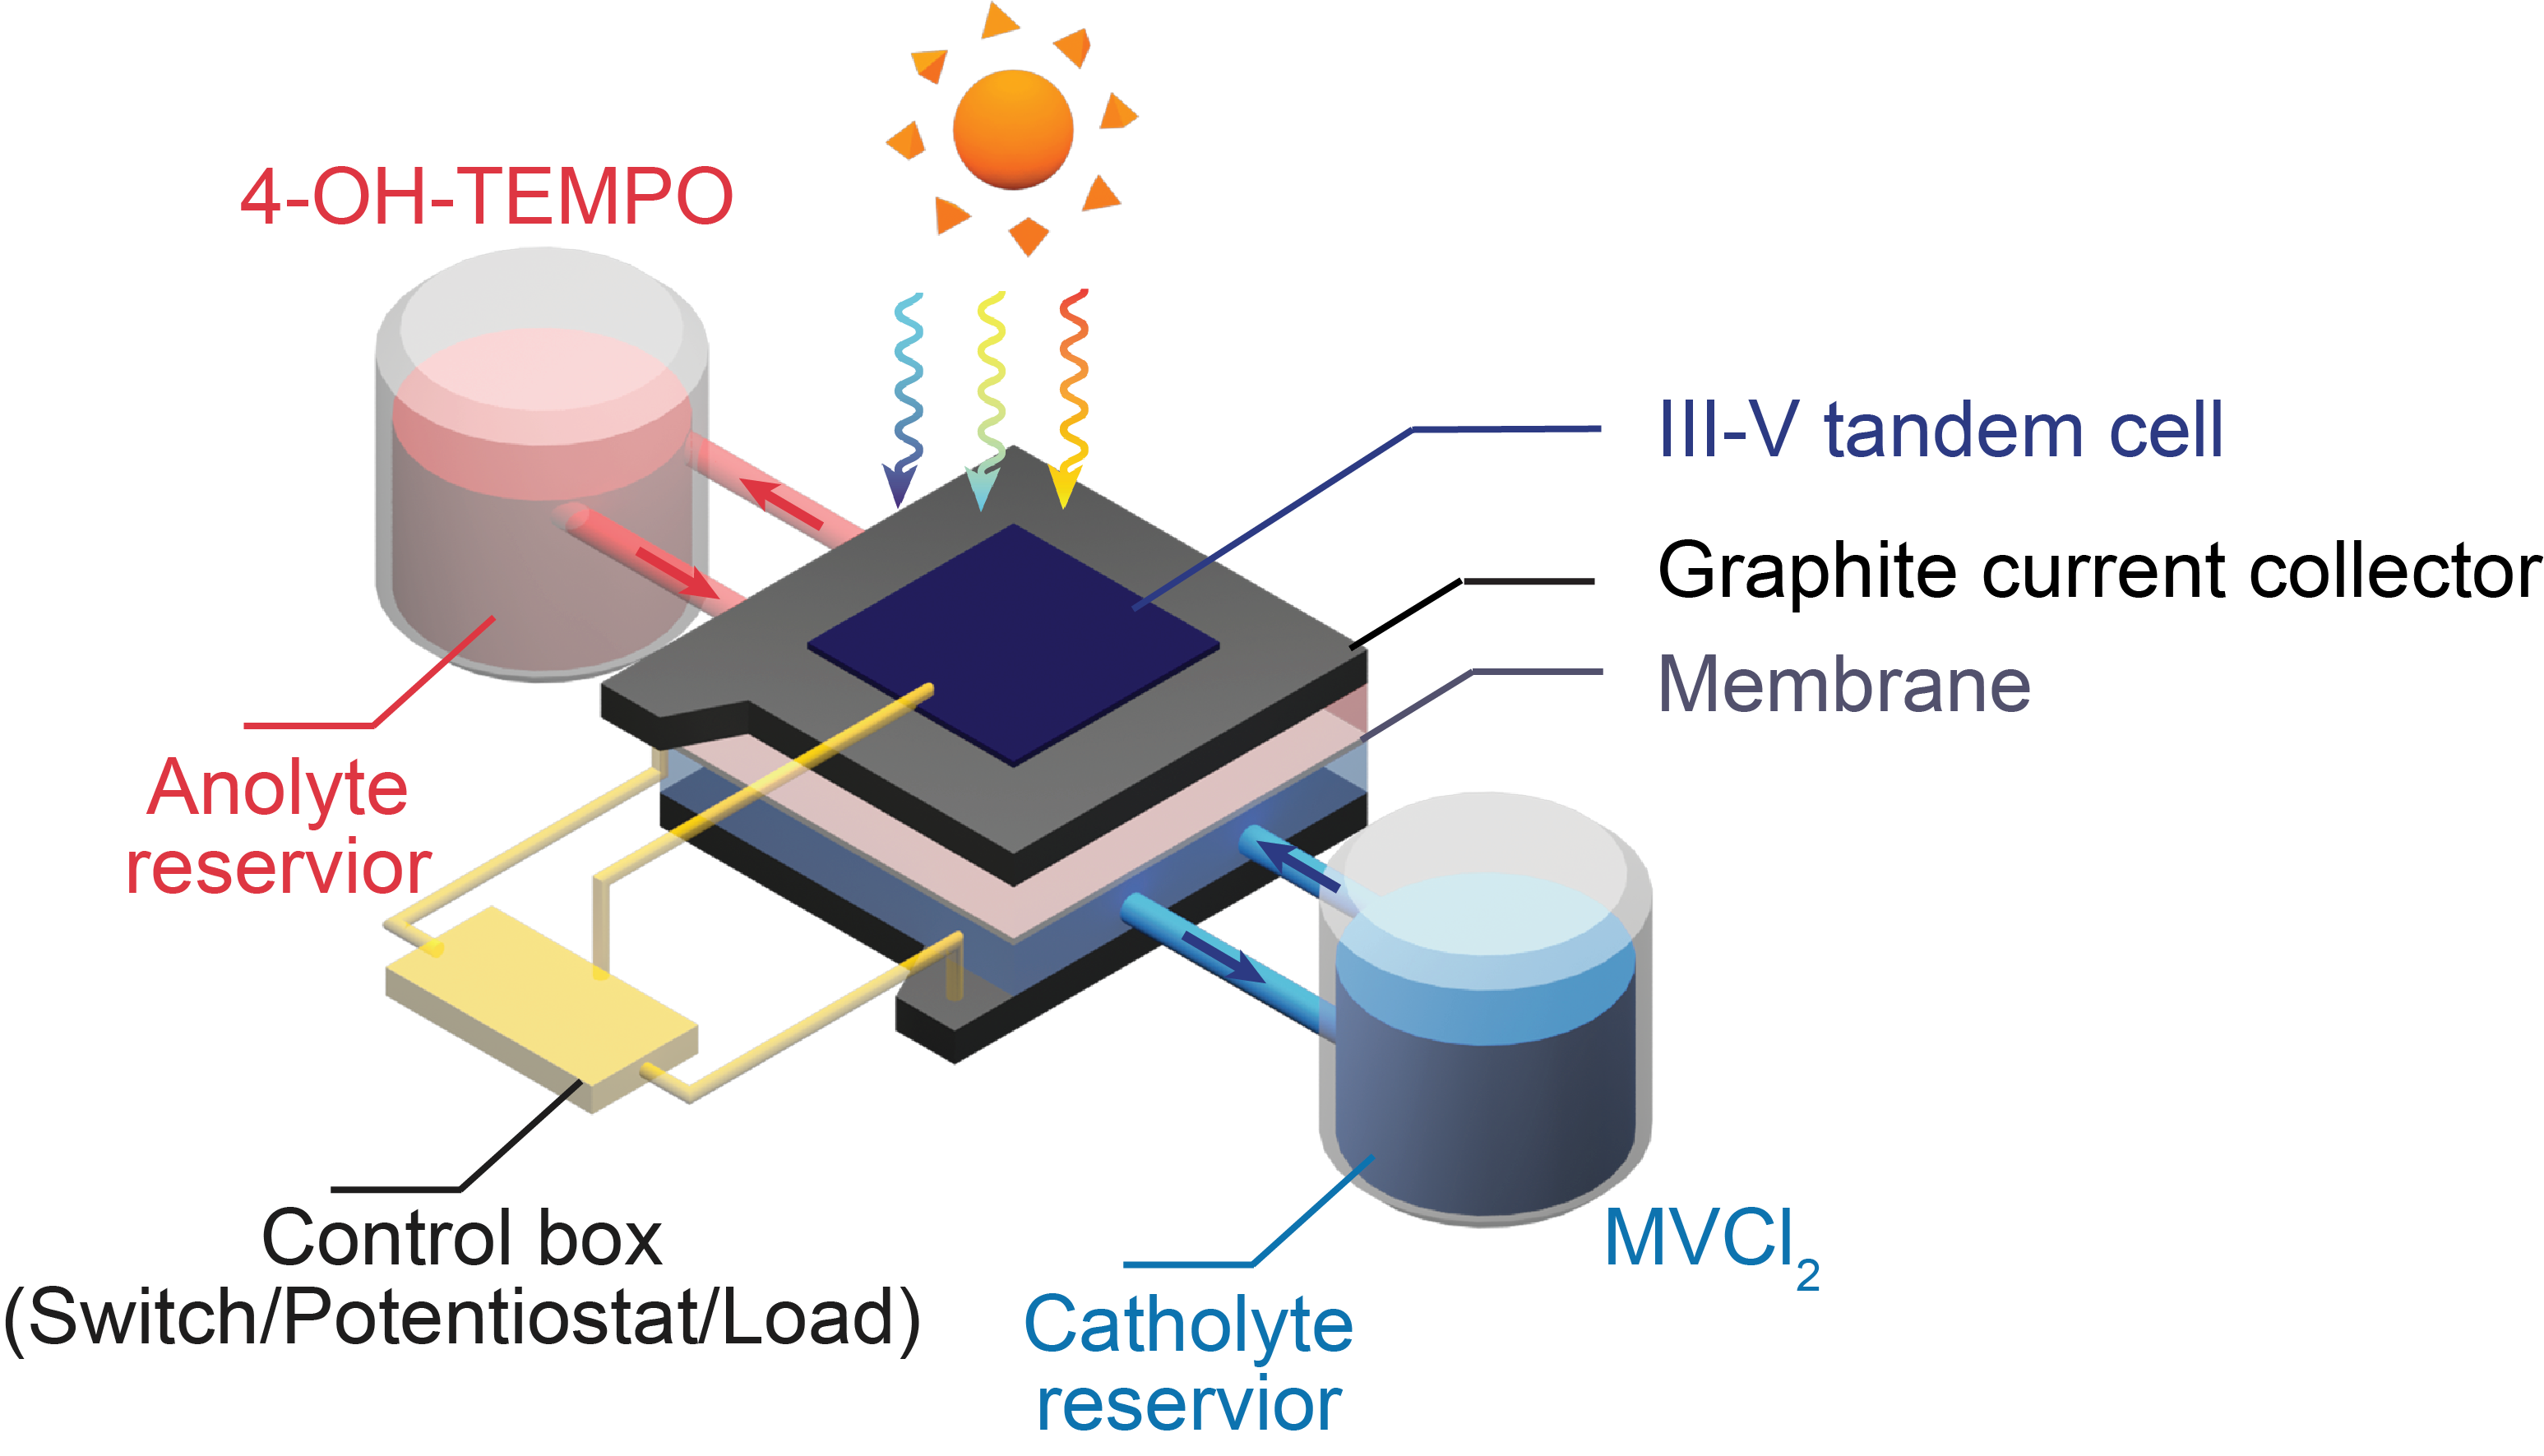 4-OH-TEMPO
III-V tandem cell
Graphite current collector
Membrane
Anolyte
reservior
Control box
(Switch/Potentiostat/Load)
MVCl₂
Catholyte
reservior